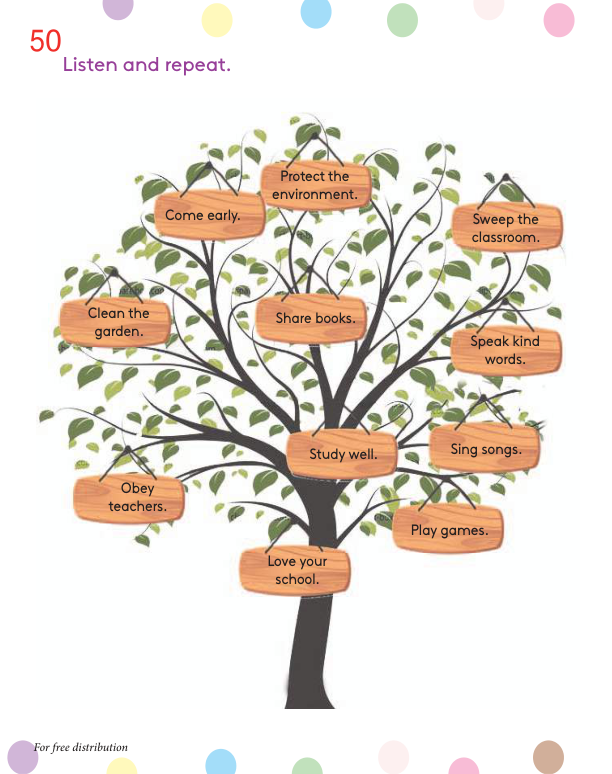 50
Listen and repeat.
Protect the
environment.
Come early.
Sweep the
classroom.
Clean the
garden.
Share books.
Speak kind
words.
Study well.
Sing songs.
Obey
teachers.
Play games.
Love your
school.
For free distribution